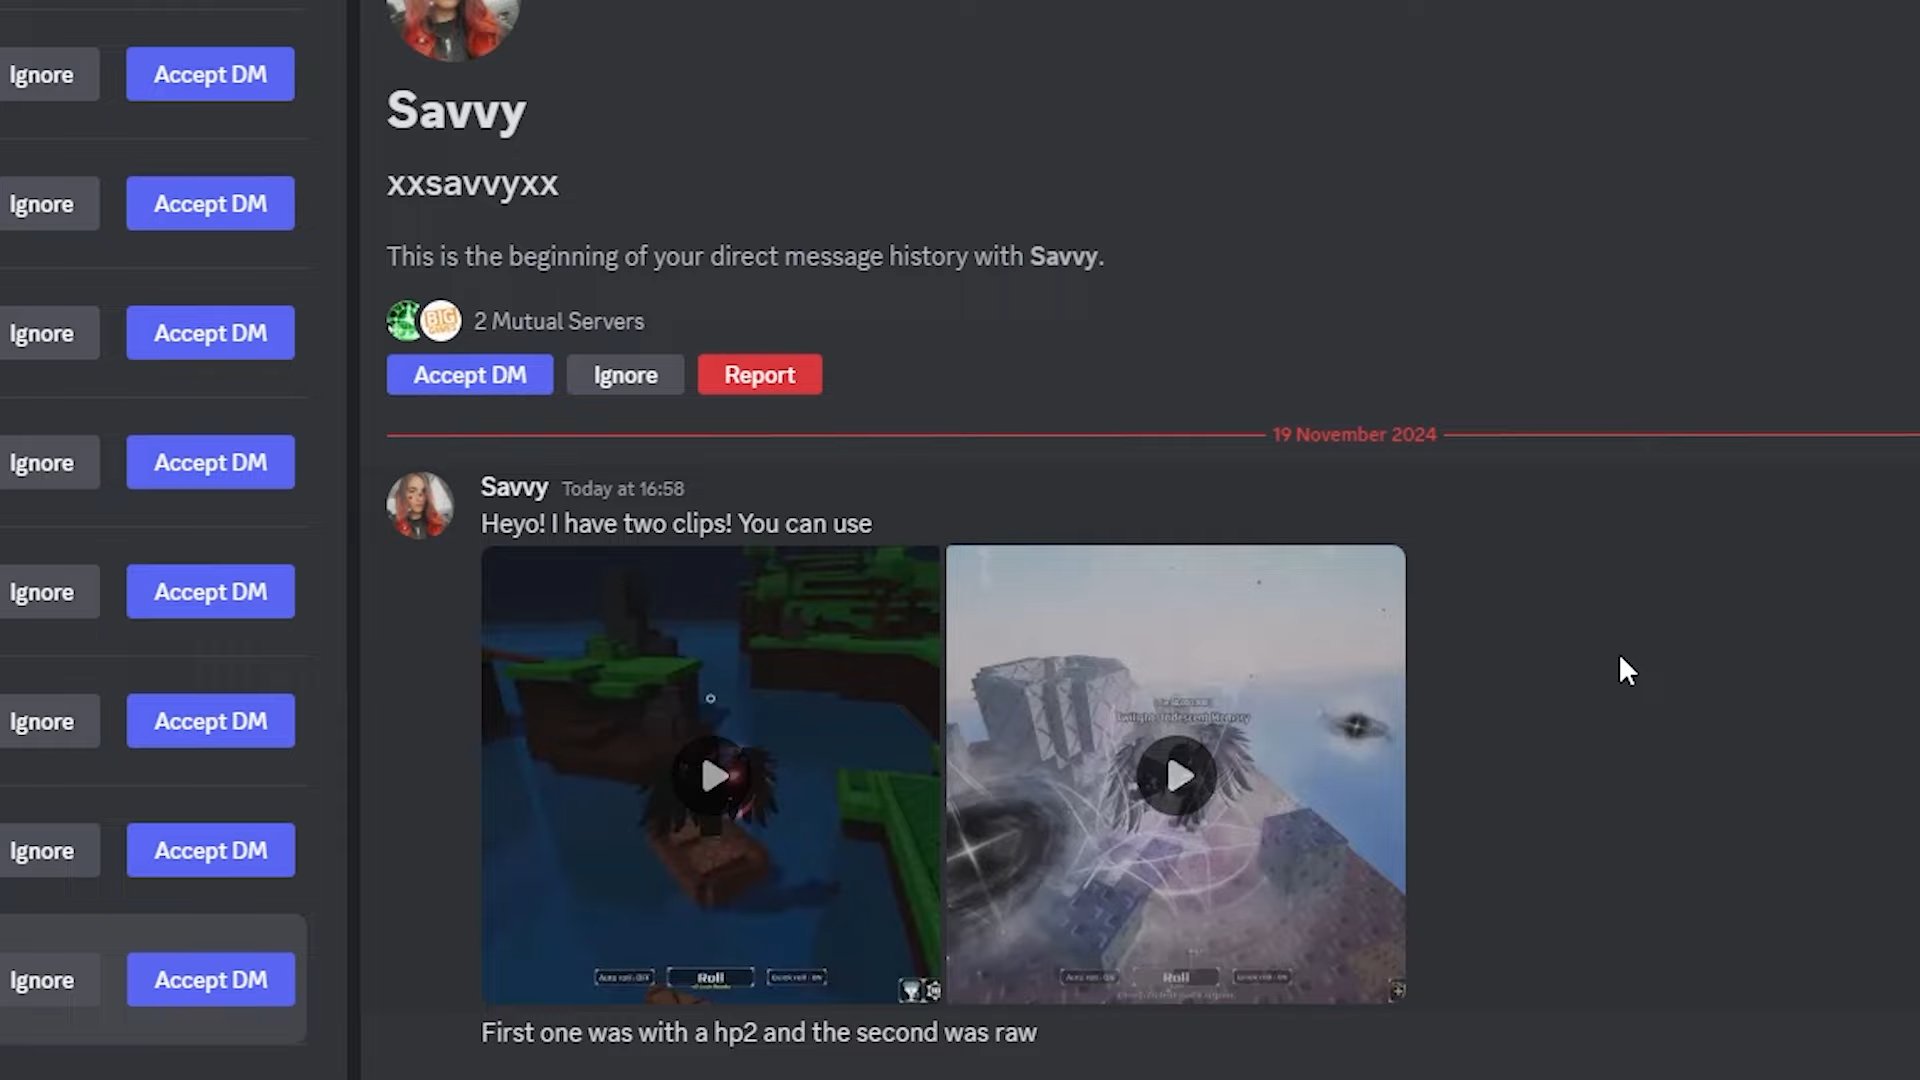 Ignore
Accept DM
Ignore
Accept DM
Ignore
Accept DM
Ignore
Accept DM
Ignore
Accept DM
Ignore
Accept DM
Ignore
Accept DM
Ignore
Accept DM
Savvy
xxsavvyxx
This is the beginning of your direct message history with Savvy.
BIG
2 Mutual Servers
Accept DM
Ignore
Report
19 November 2024
Savvy Today at 16:58
Heyo! I have two clips! You can use
Roll
Roll
First one was with a hp2 and the second was raw